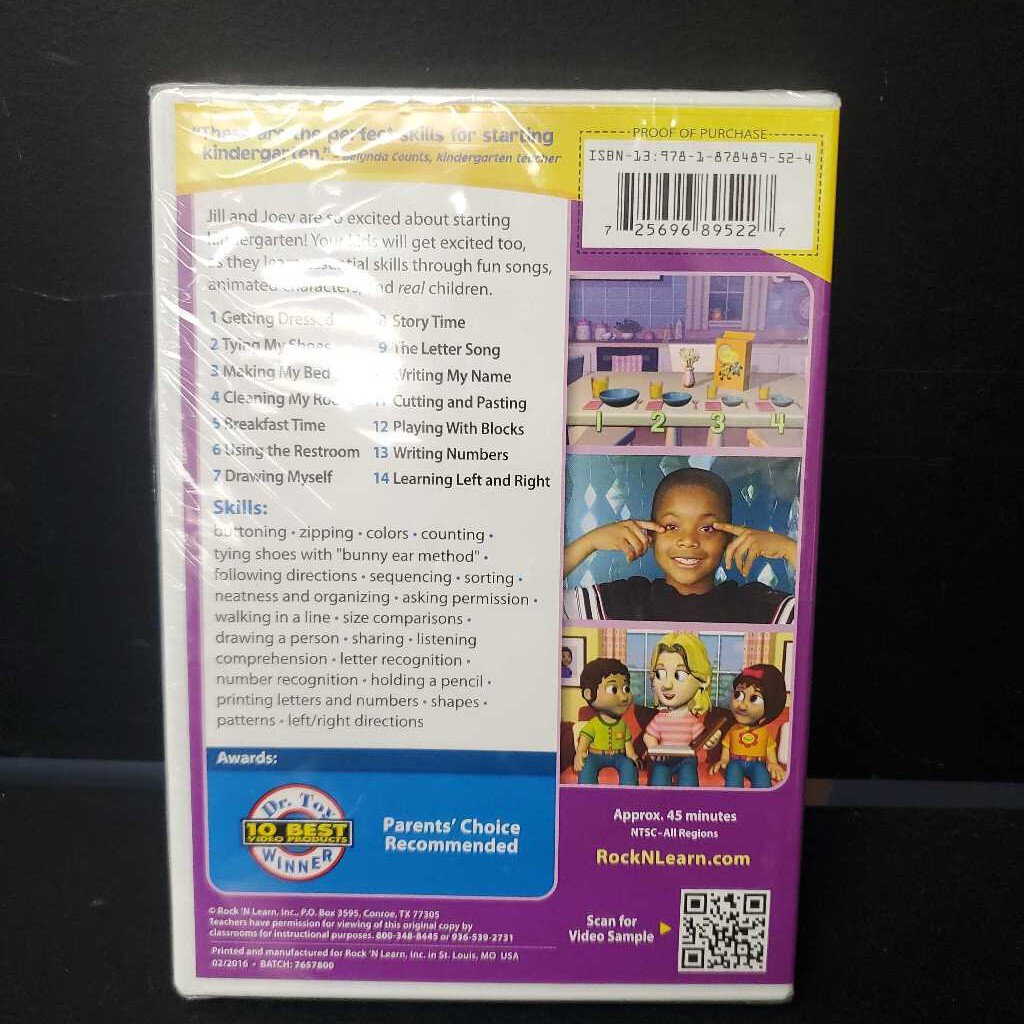 "These are the perfect skills for starting
kindergarten." - Belynda Counts, kindergarten teacher
PROOF OF PURCHASE
ISBN-13: 978-1-878489-52-4
7 25696 89522 7
Jill and Joey are so excited about starting
kindergarten! Your kids will get excited too,
as they learn essential skills through fun songs,
animated characters, and real children.
1 Getting Dressed
2 Tying My Shoes
3 Making My Bed
4 Cleaning My Room
5 Breakfast Time
6 Using the Restroom
7 Drawing Myself
8 Story Time
9 The Letter Song
Writing My Name
11 Cutting and Pasting
12 Playing With Blocks
13 Writing Numbers
14 Learning Left and Right
Skills:
buttoning • zipping • colors • counting •
tying shoes with "bunny ear method" •
following directions • sequencing • sorting •
neatness and organizing • asking permission •
walking in a line • size comparisons •
drawing a person • sharing • listening
comprehension • letter recognition •
number recognition • holding a pencil •
printing letters and numbers • shapes •
patterns • left/right directions
1 2 3 4
Awards:
Dr. Toy
10 BEST
VIDEO PRODUCTS
WINNER
Parents' Choice
Recommended
Approx. 45 minutes
NTSC–All Regions
RockNLearn.com
Scan for
Video Sample
© Rock 'N Learn, Inc., P.O. Box 3595, Conroe, TX 77305
Teachers have permission for viewing of this original copy by
classrooms for instructional purposes. 800-348-8445 or 936-539-2731
Printed and manufactured for Rock 'N Learn, Inc. in St. Louis, MO USA
02/2016 • BATCH: 7657800